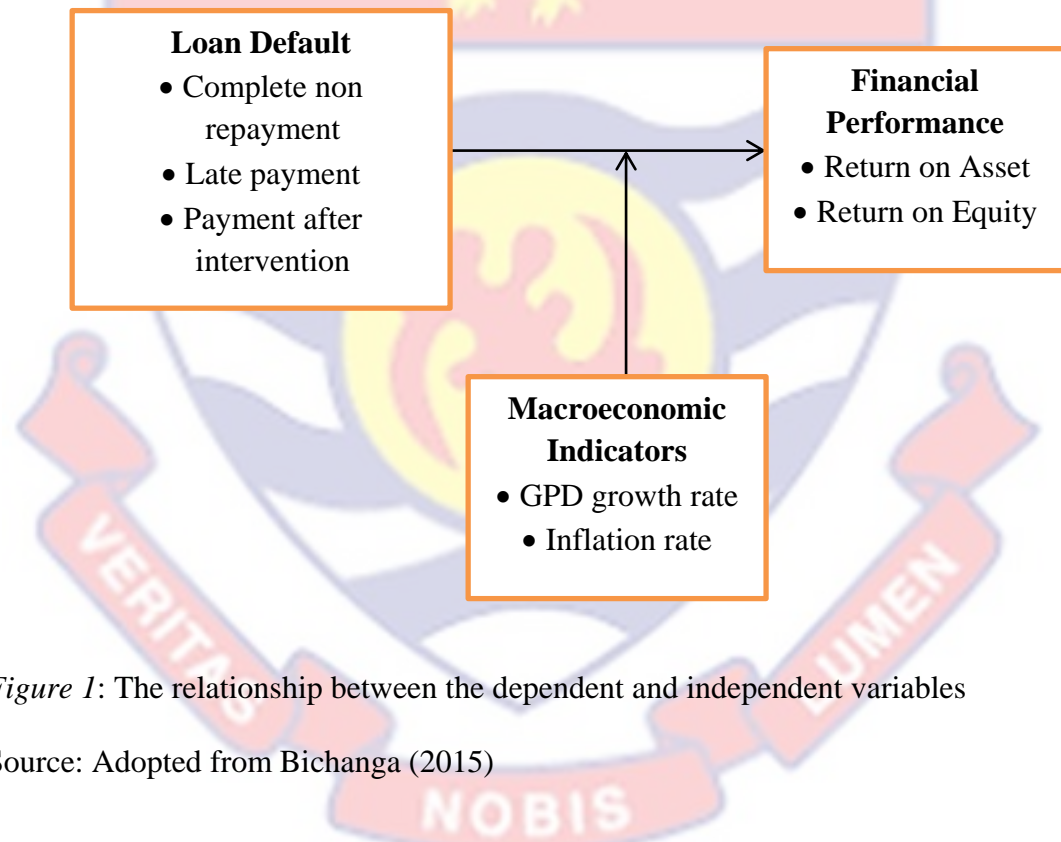 Loan Default
• Complete non
repayment
• Late payment
• Payment after
intervention
Financial
Performance
• Return on Asset
• Return on Equity
Macroeconomic
Indicators
• GPD growth rate
• Inflation rate
VERITAS
NOBIS
LUMEN
Figure 1: The relationship between the dependent and independent variables
Source: Adopted from Bichanga (2015)